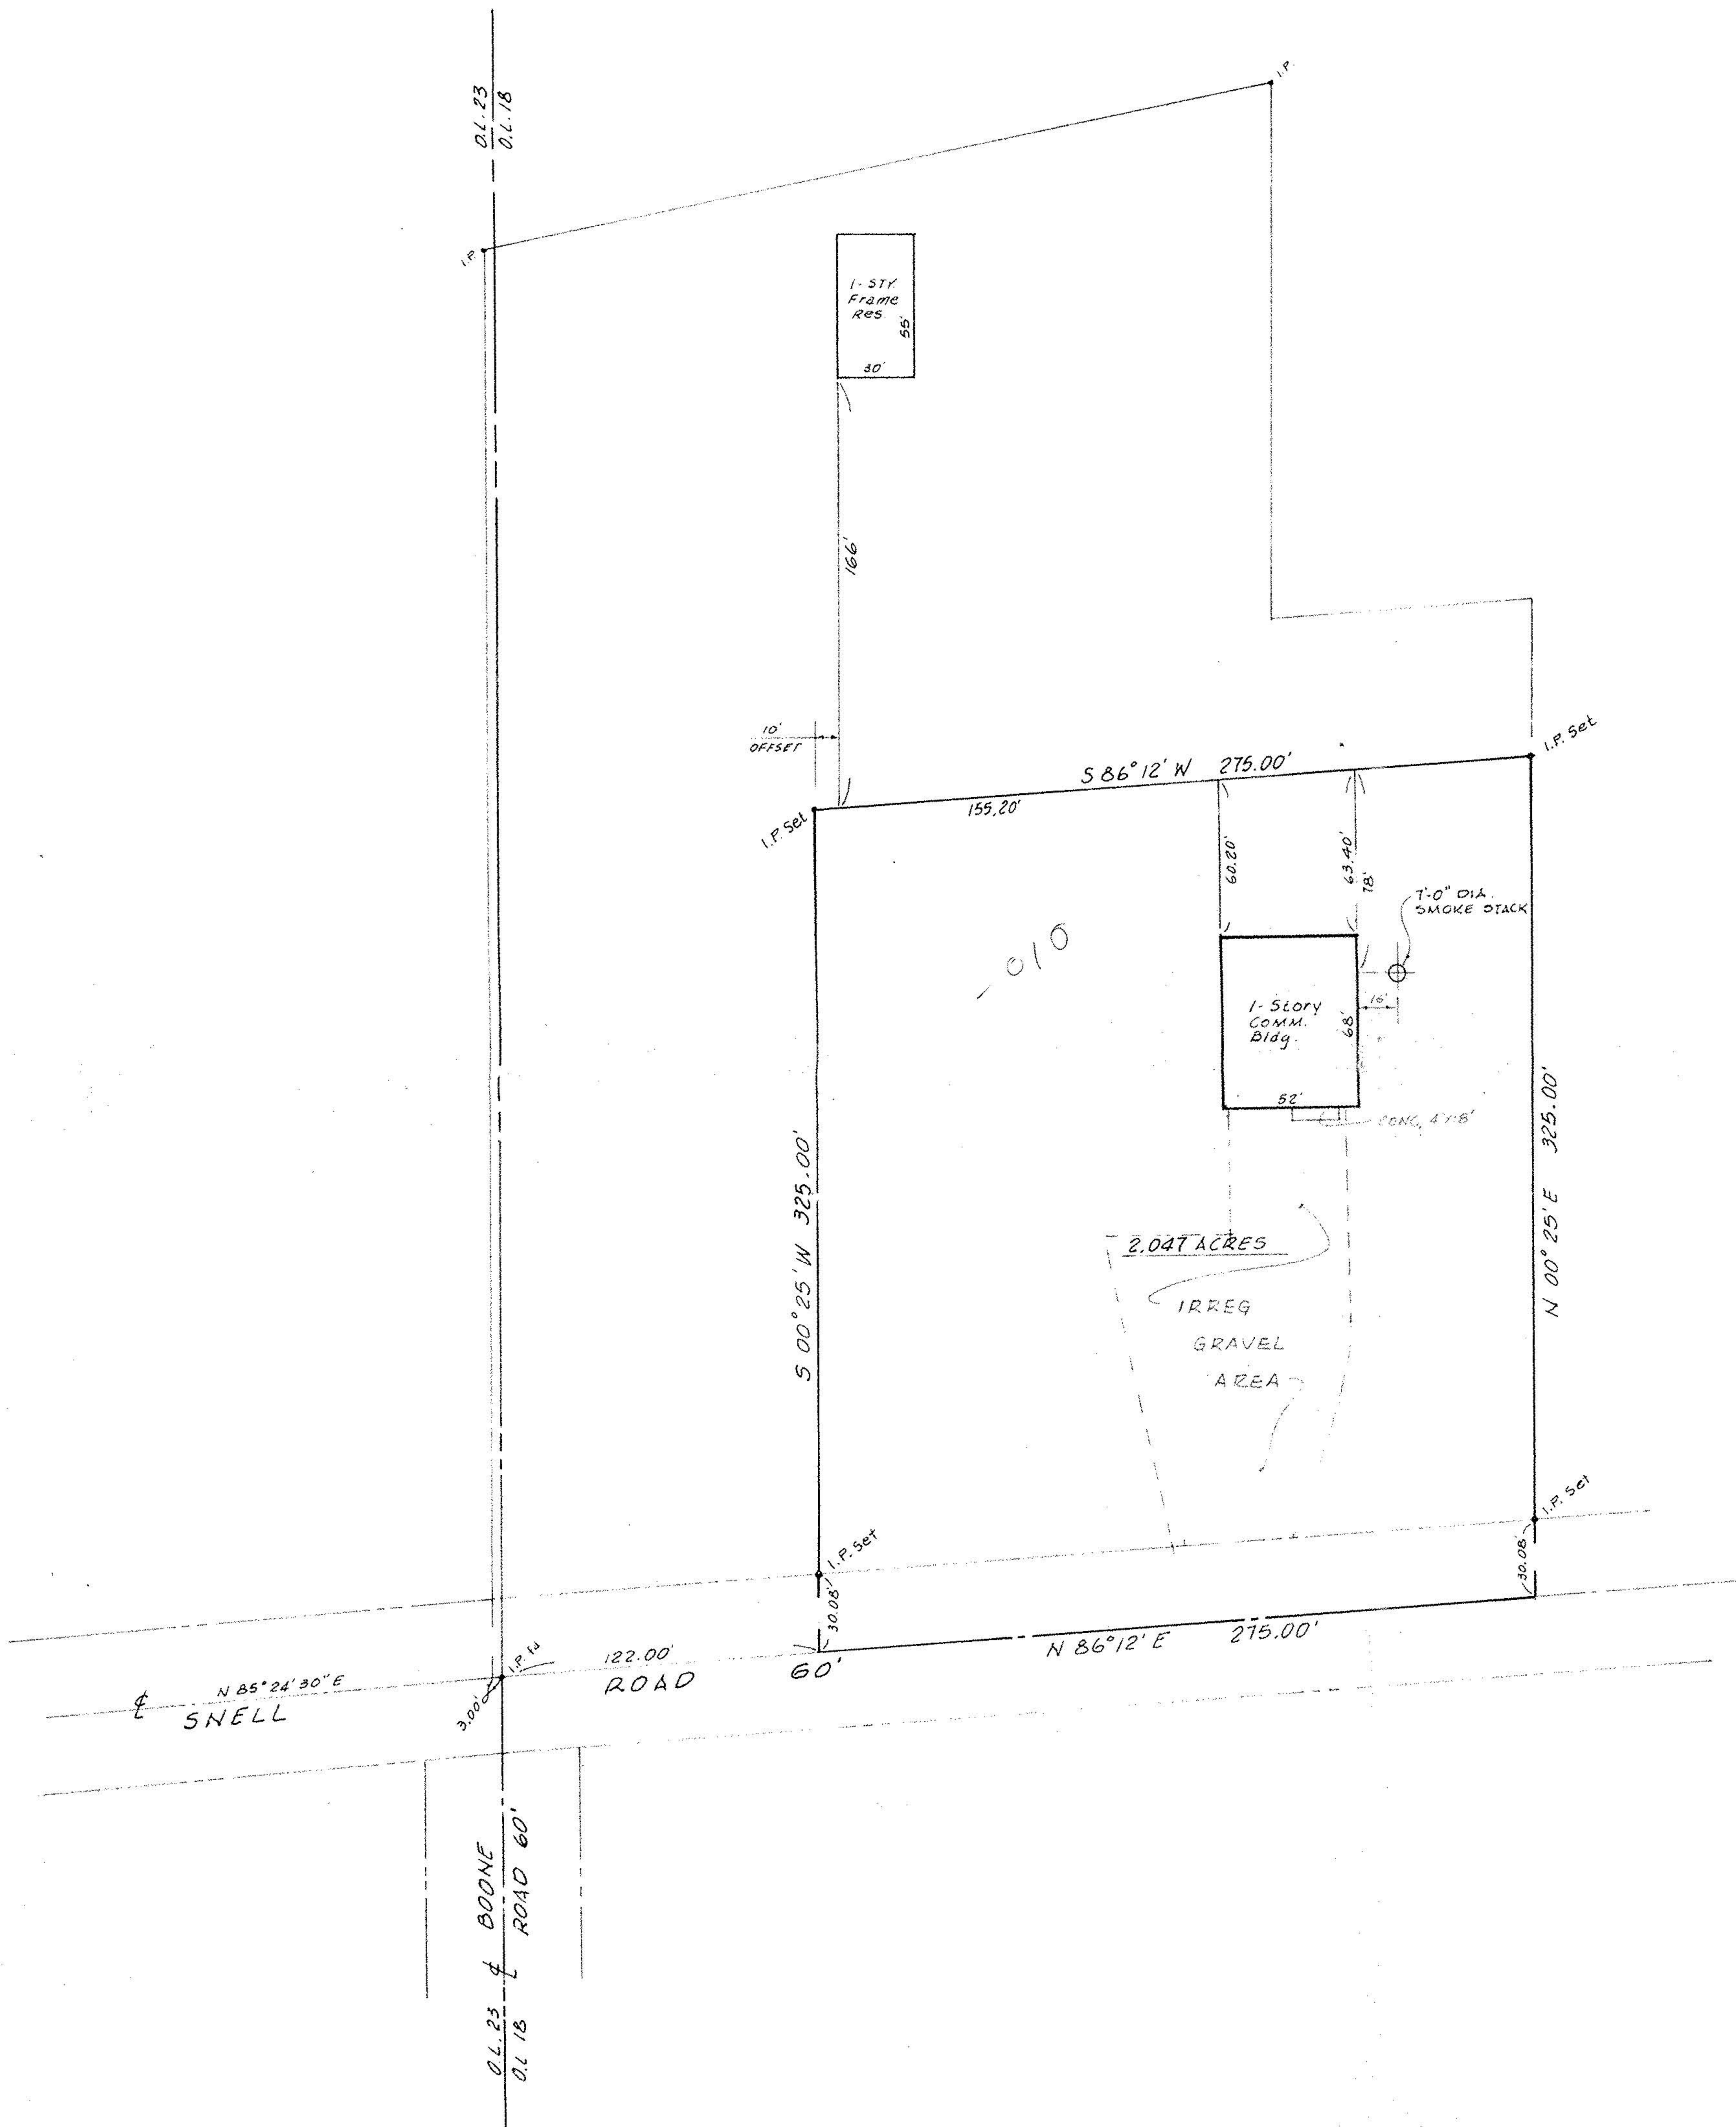 O.L. 23
O.L. 18
I.P.
I.P.
1- STY.
Frame
Res.
55'
30'
166'
10'
OFFSET
I.P. Set
S 86° 12' W 275.00'
155.20'
I.P. Set
60.20'
63.40'
78'
7'-0" DIA.
SMOKE STACK
-010
1- Story
COMM.
Bldg.
68'
16'
52'
CONC. 4'x18'
S 00° 25' W 325.00'
N 00° 25' E 325.00'
2.047 ACRES
IRREG
GRAVEL
AREA
I.P. Set
I.P. Set
30.08'
30.08'
N 86° 12' E 275.00'
I.P. fd
122.00'
60'
ROAD
N 85° 24' 30" E
℄
SNELL
3.00'
O.L. 23 ℄ BOONE
O.L 18 ROAD 60'